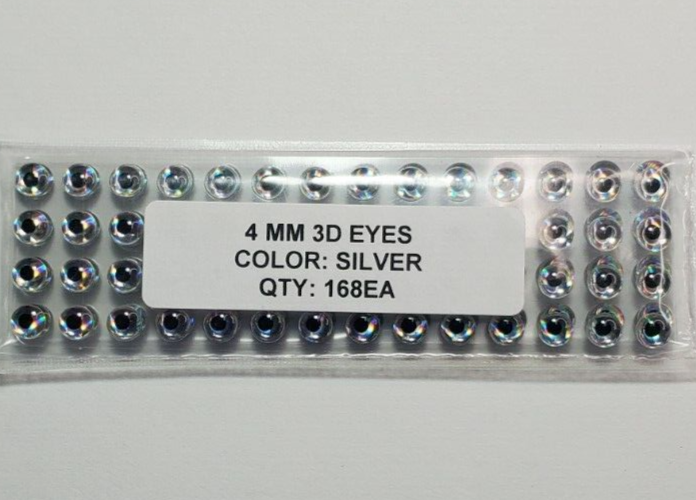 4 MM 3D EYES
COLOR: SILVER
QTY: 168EA